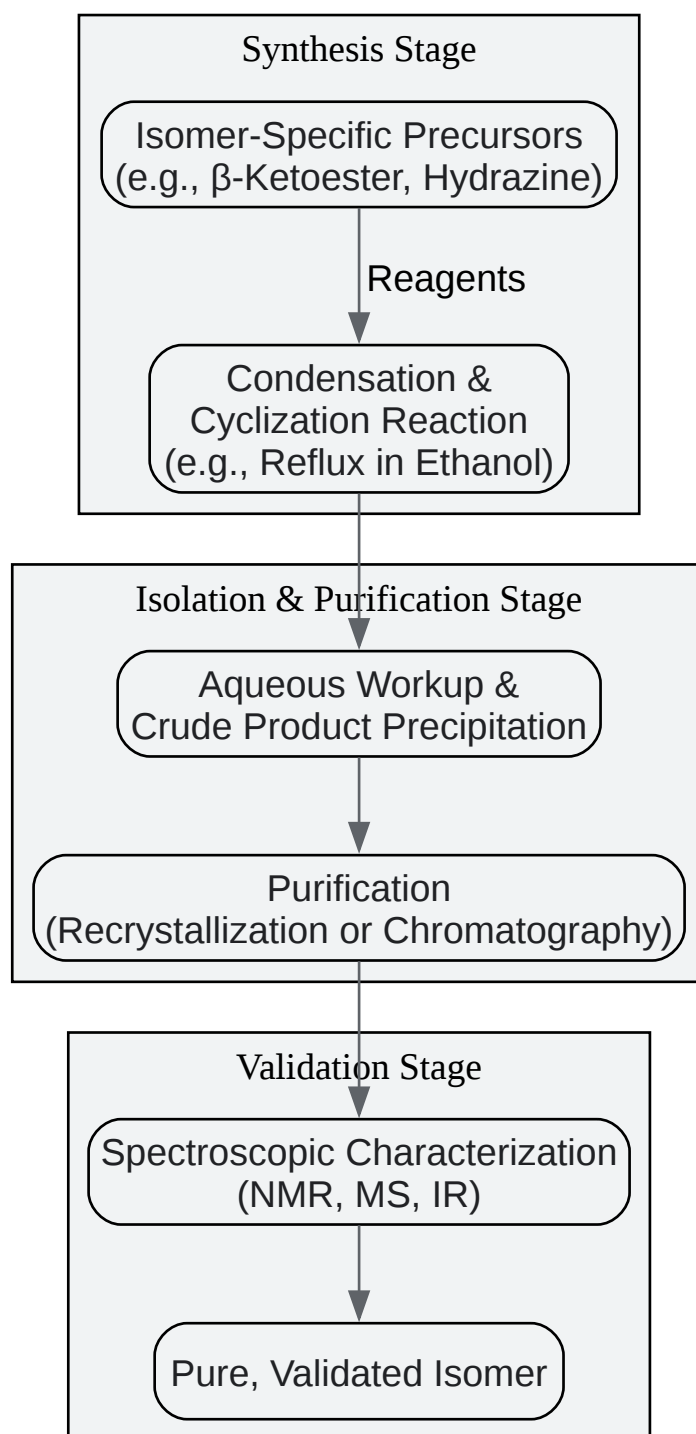 Synthesis Stage
Isomer-Specific Precursors
(e.g., β-Ketoester, Hydrazine)
Reagents
Condensation &
Cyclization Reaction
(e.g., Reflux in Ethanol)
Isolation & Purification Stage
Aqueous Workup &
Crude Product Precipitation
Purification
(Recrystallization or Chromatography)
Validation Stage
Spectroscopic Characterization
(NMR, MS, IR)
Pure, Validated Isomer